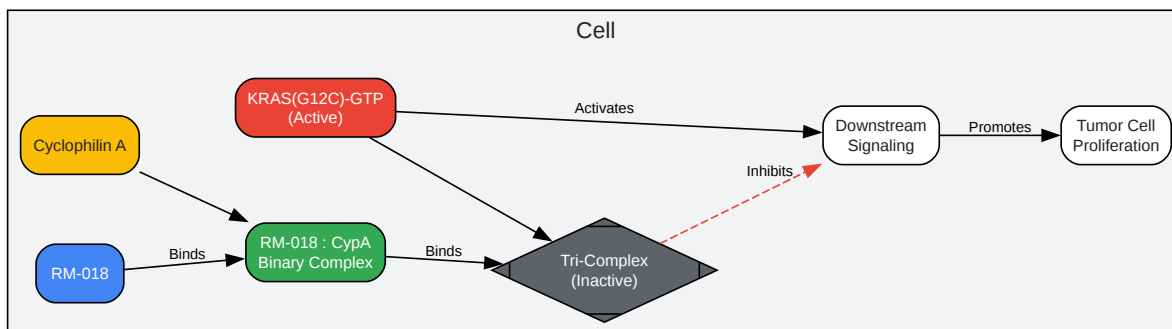 Cell
KRAS(G12C)-GTP
(Active)
Activates
Downstream
Signaling
Promotes
Tumor Cell
Proliferation
Cyclophilin A
Inhibits
RM-018
Binds
RM-018 : CypA
Binary Complex
Binds
Tri-Complex
(Inactive)